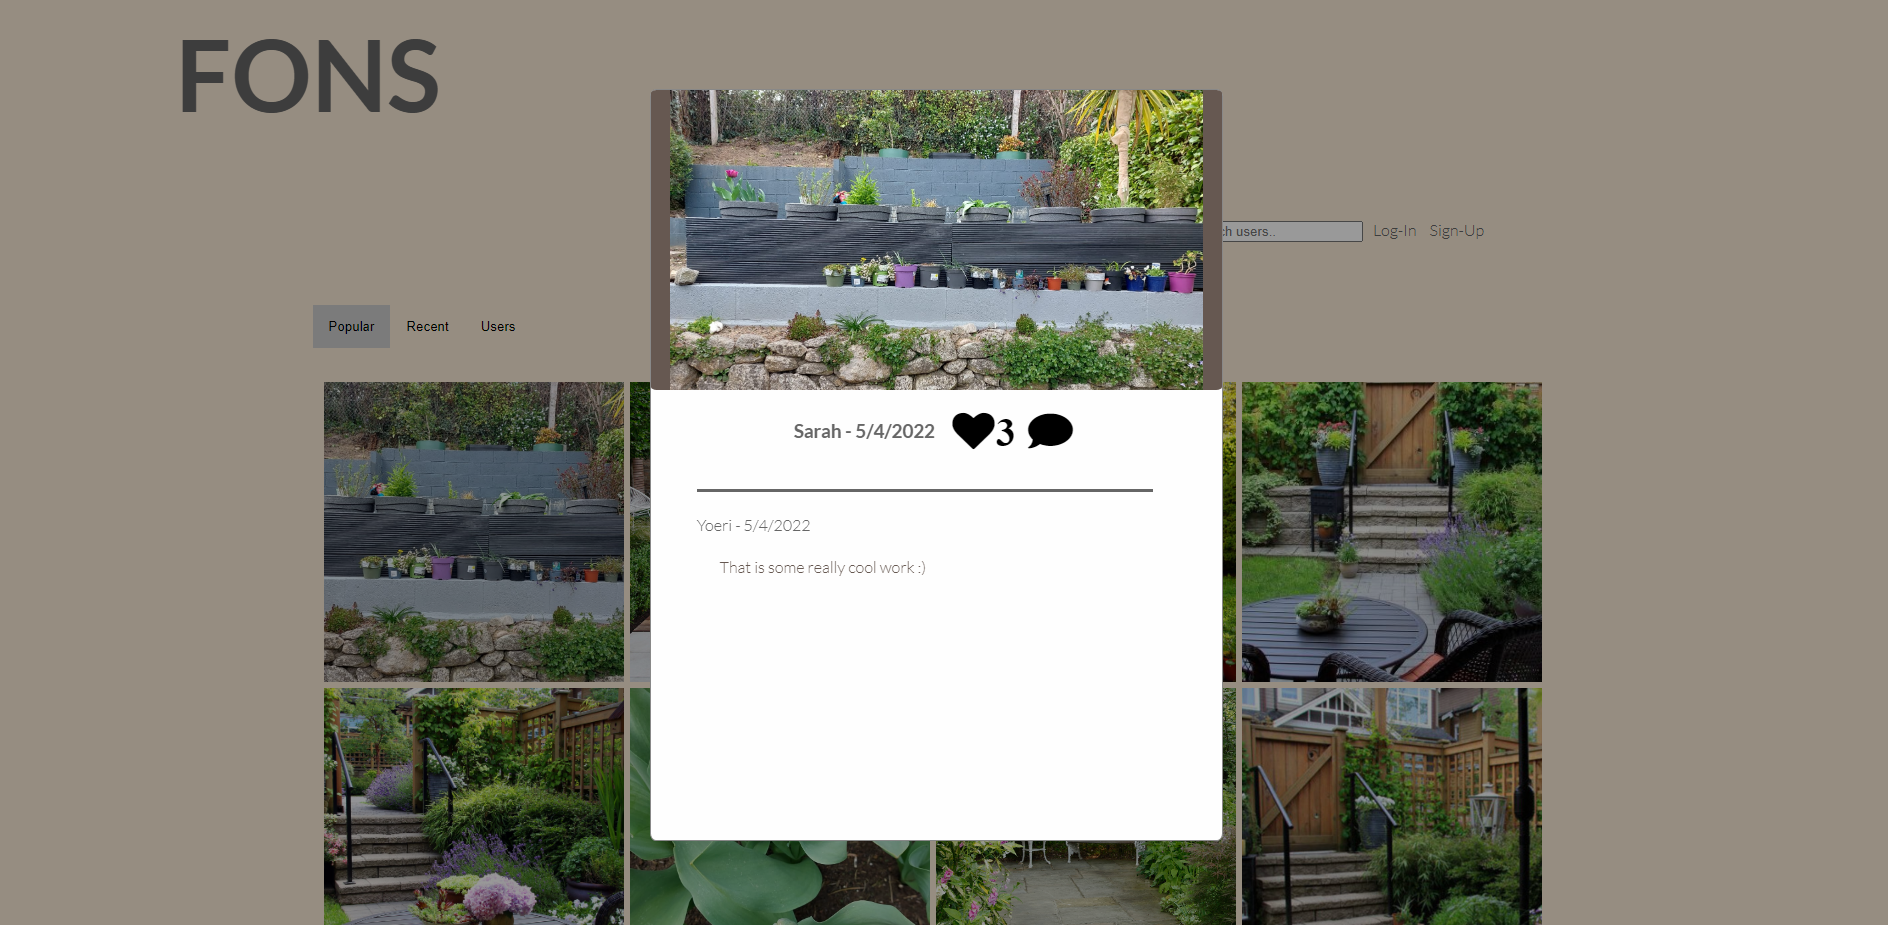 FONS
users..
Log-In
Sign-Up
Popular
Recent
Users
Sarah - 5/4/2022
3
Yoeri - 5/4/2022
That is some really cool work :)